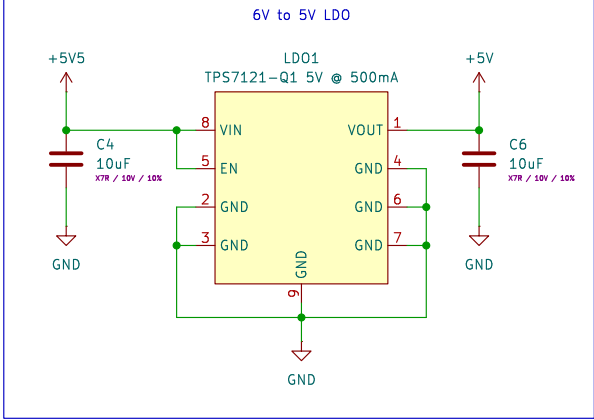 6V to 5V LDO
+5V5
LDO1
+5V
TPS7121-Q1 5V @ 500mA
8 VIN
VOUT 1
C4
10uF
X7R / 10V / 10%
5 EN
GND 4
C6
10uF
X7R / 10V / 10%
2 GND
GND 6
3 GND
GND 7
GND
9
GND
GND
GND